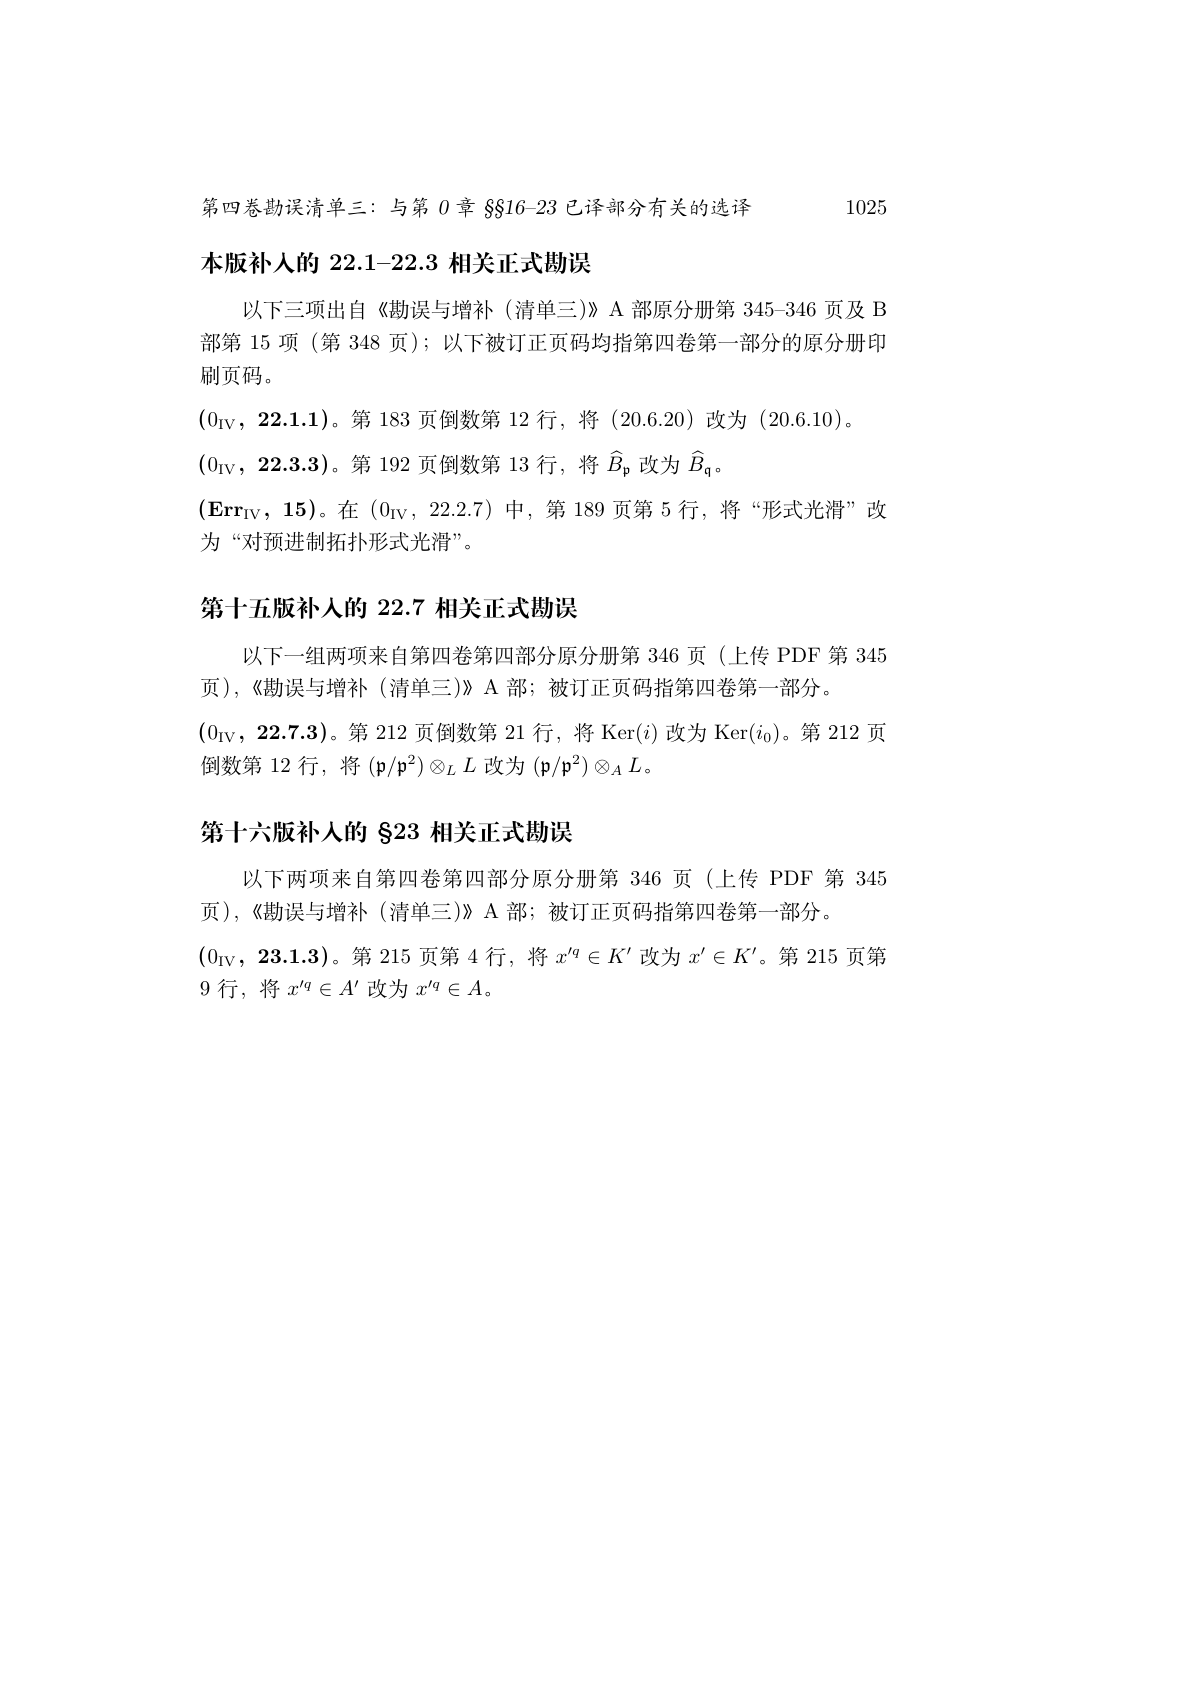 第四卷勘误清单三：与第 0 章 §§16–23 已译部分有关的选译 1025
本版补入的 22.1–22.3 相关正式勘误
以下三项出自《勘误与增补（清单三）》A 部原分册第 345–346 页及 B
部第 15 项（第 348 页）；以下被订正页码均指第四卷第一部分的原分册印
刷页码。
(0_IV，22.1.1)。第 183 页倒数第 12 行，将（20.6.20）改为（20.6.10）。
(0_IV，22.3.3)。第 192 页倒数第 13 行，将 $\widehat{B}_{\mathfrak{p}}$ 改为 $\widehat{B}_{\mathfrak{q}}$。
(Err_IV，15)。在（0_IV，22.2.7）中，第 189 页第 5 行，将“形式光滑”改
为“对预进制拓扑形式光滑”。
第十五版补入的 22.7 相关正式勘误
以下一组两项来自第四卷第四部分原分册第 346 页（上传 PDF 第 345
页），《勘误与增补（清单三）》A 部；被订正页码指第四卷第一部分。
(0_IV，22.7.3)。第 212 页倒数第 21 行，将 Ker(i) 改为 Ker(i₀)。第 212 页
倒数第 12 行，将 $(\mathfrak{p}/\mathfrak{p}^2) \otimes_L L$ 改为 $(\mathfrak{p}/\mathfrak{p}^2) \otimes_A L$。
第十六版补入的 §23 相关正式勘误
以下两项来自第四卷第四部分原分册第 346 页（上传 PDF 第 345
页），《勘误与增补（清单三）》A 部；被订正页码指第四卷第一部分。
(0_IV，23.1.3)。第 215 页第 4 行，将 $x'^q \in K'$ 改为 $x' \in K'$。第 215 页第
9 行，将 $x'^q \in A'$ 改为 $x'^q \in A$。